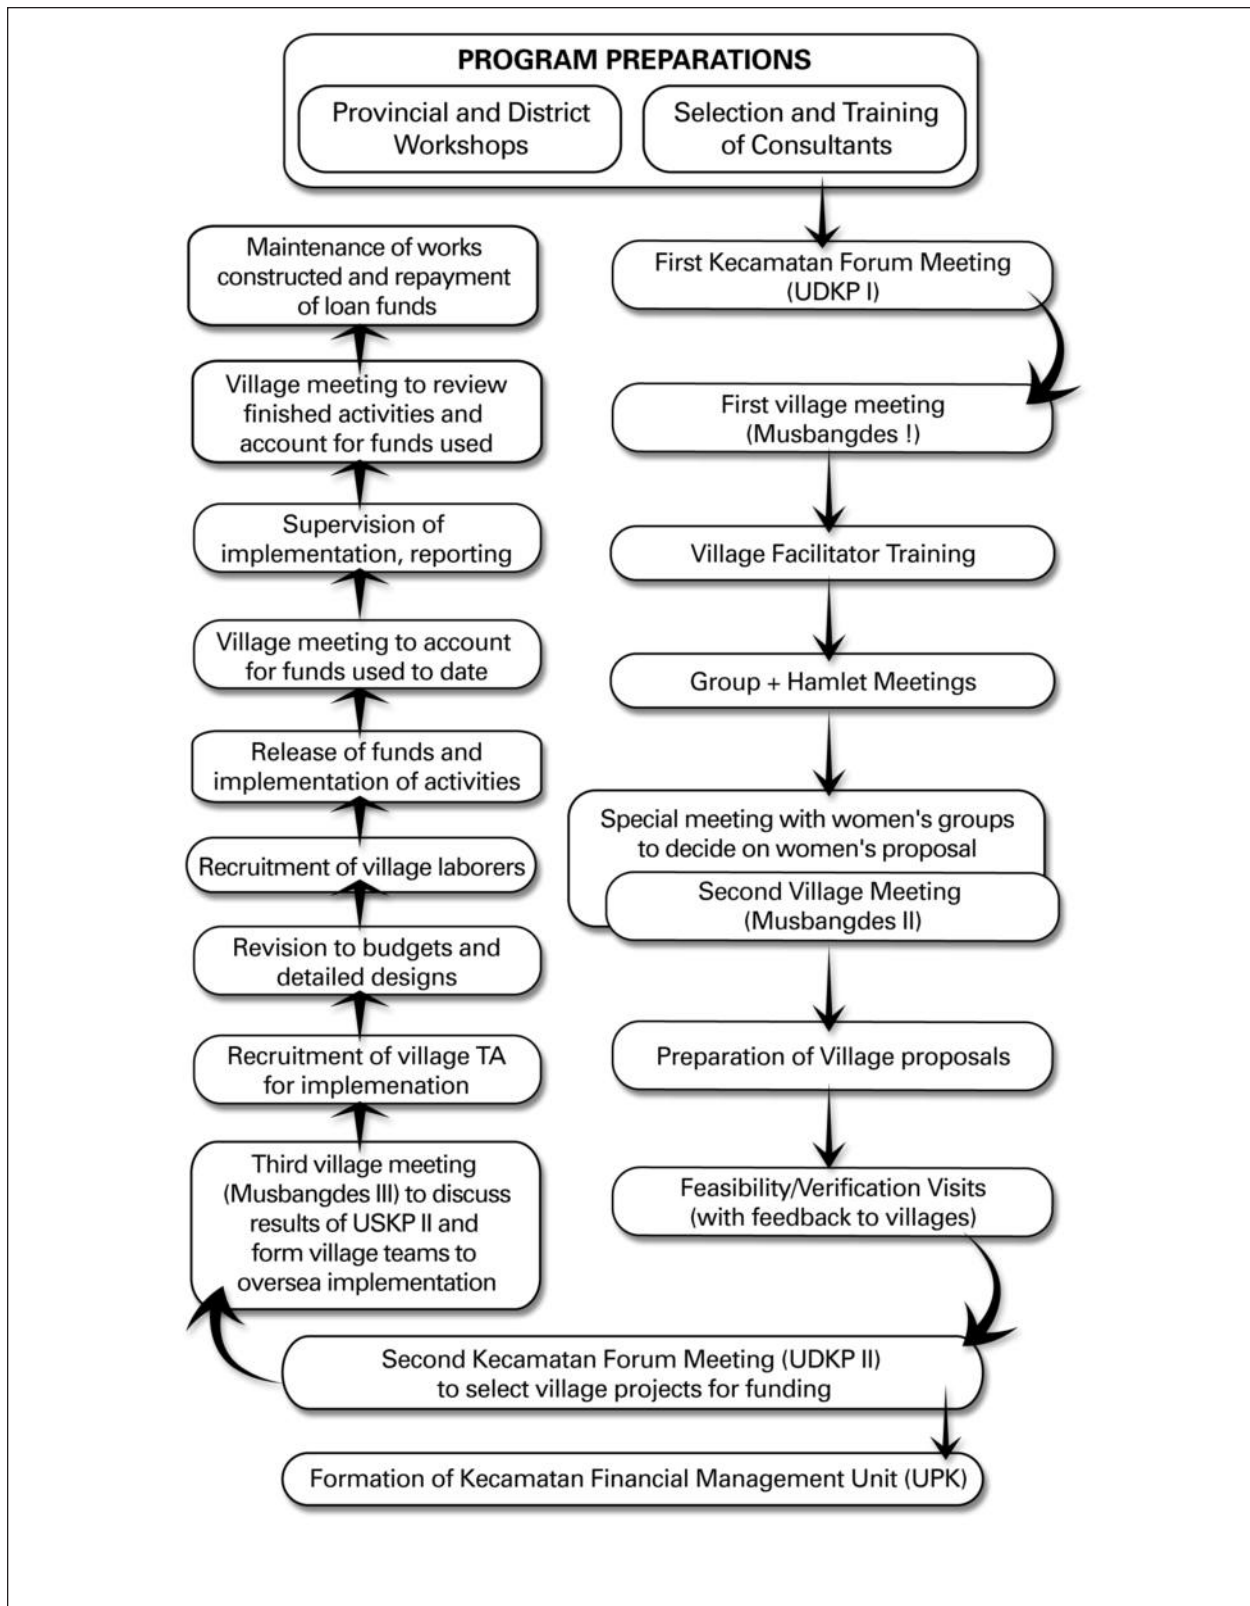 PROGRAM PREPARATIONS
Provincial and District
Workshops
Selection and Training
of Consultants
First Kecamatan Forum Meeting
(UDKP I)
First village meeting
(Musbangdes !)
Village Facilitator Training
Group + Hamlet Meetings
Special meeting with women's groups
to decide on women's proposal
Second Village Meeting
(Musbangdes II)
Preparation of Village proposals
Feasibility/Verification Visits
(with feedback to villages)
Second Kecamatan Forum Meeting (UDKP II)
to select village projects for funding
Formation of Kecamatan Financial Management Unit (UPK)
Third village meeting
(Musbangdes III) to discuss
results of USKP II and
form village teams to
oversea implementation
Recruitment of village TA
for implemenation
Revision to budgets and
detailed designs
Recruitment of village laborers
Release of funds and
implementation of activities
Village meeting to account
for funds used to date
Supervision of
implementation, reporting
Village meeting to review
finished activities and
account for funds used
Maintenance of works
constructed and repayment
of loan funds